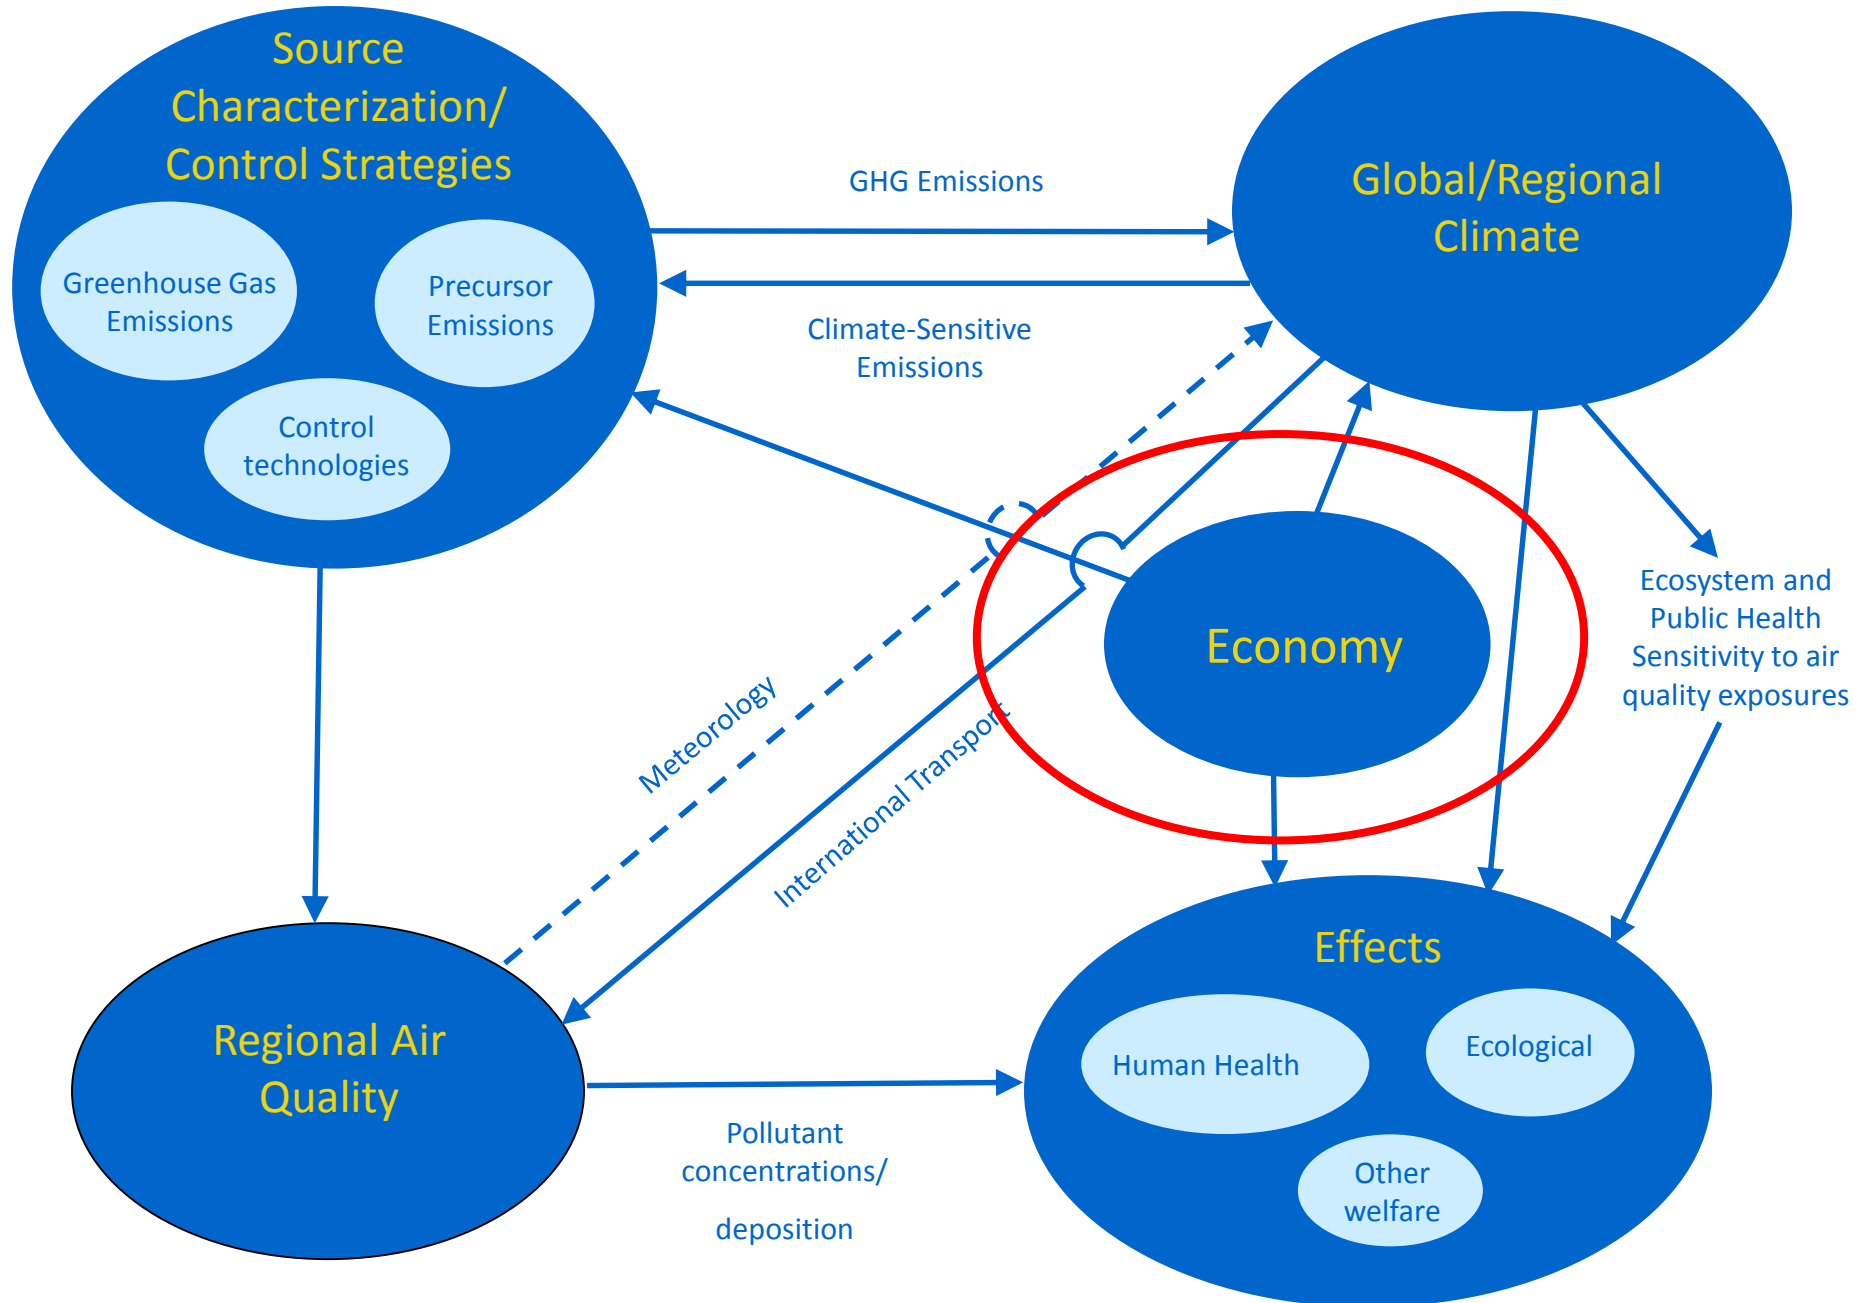 Source
Characterization/
Control Strategies
Greenhouse Gas
Emissions
Precursor
Emissions
Control
technologies
GHG Emissions
Climate-Sensitive
Emissions
Global/Regional
Climate
Economy
Ecosystem and
Public Health
Sensitivity to air
quality exposures
Meteorology
International Transport
Regional Air
Quality
Pollutant
concentrations/
deposition
Effects
Human Health
Ecological
Other
welfare